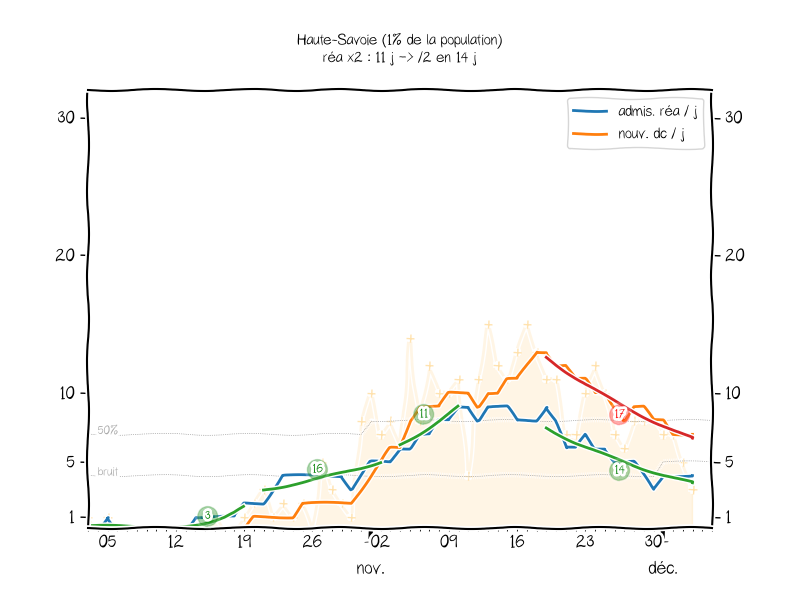 Haute-Savoie (1% de la population)
réa x2 : 11 j -> /2 en 14 j
admis. réa / j
nouv. dc / j
30
30
20
20
10
10
5
5
1
1
50%
bruit
3
16
11
17
14
05 12 19 26 02 09 16 23 30
nov. déc.